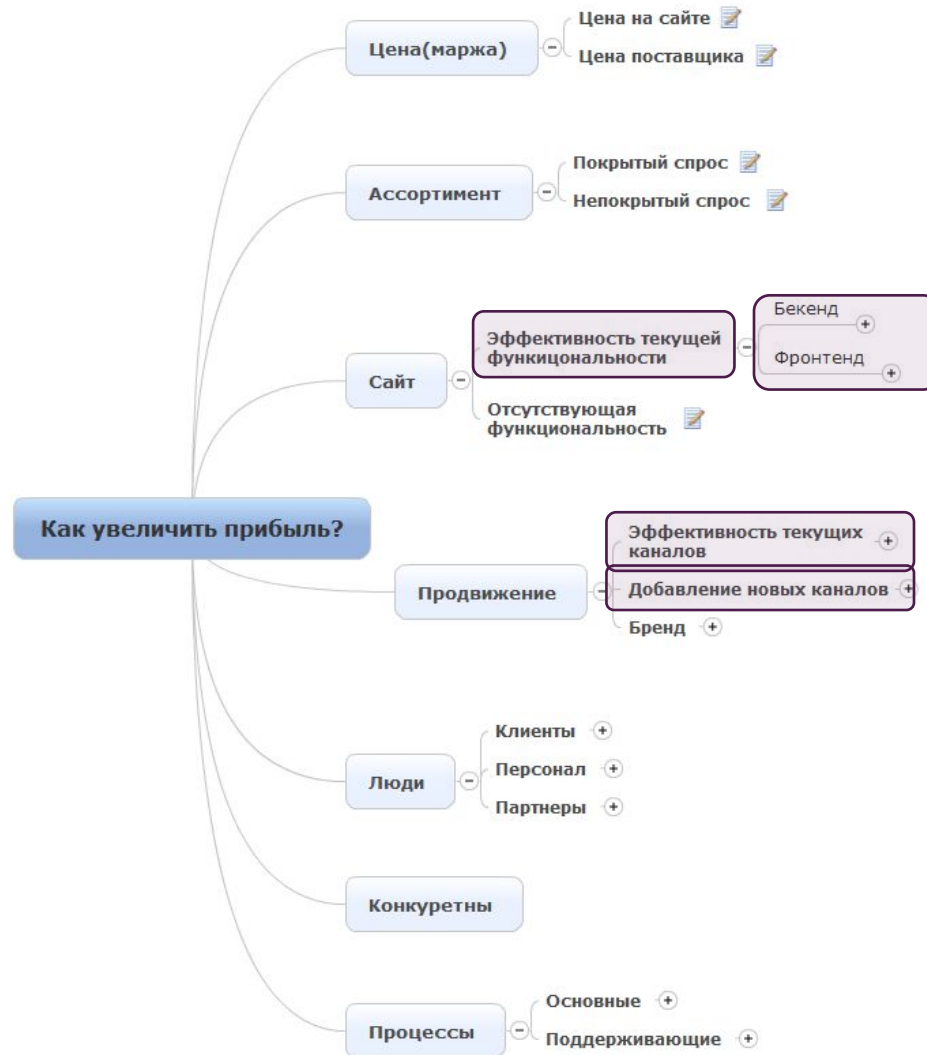 Цена(маржа)
Цена на сайте
Цена поставщика
Ассортимент
Покрытый спрос
Непокрытый спрос
Сайт
Эффективность текущей
функицональности
Бекенд
Фронтенд
Отсутствующая
функциональность
Как увеличить прибыль?
Продвижение
Эффективность текущих
каналов
Добавление новых каналов
Бренд
Люди
Клиенты
Персонал
Партнеры
Конкуретны
Процессы
Основные
Поддерживающие